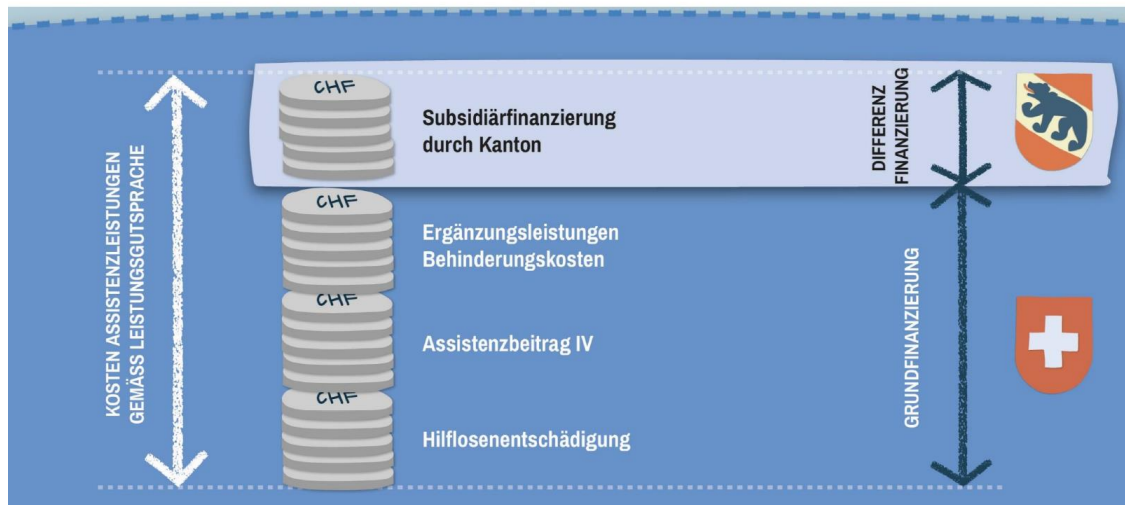 KOSTEN ASSISTENZLEISTUNGEN
GEMÄSS LEISTUNGSGUTSPRACHE
CHF
Subsidiärfinanzierung
durch Kanton
DIFFERENZ
FINANZIERUNG
CHF
Ergänzungsleistungen
Behinderungskosten
CHF
Assistenzbeitrag IV
CHF
Hilflosenentschädigung
GRUNDFINANZIERUNG